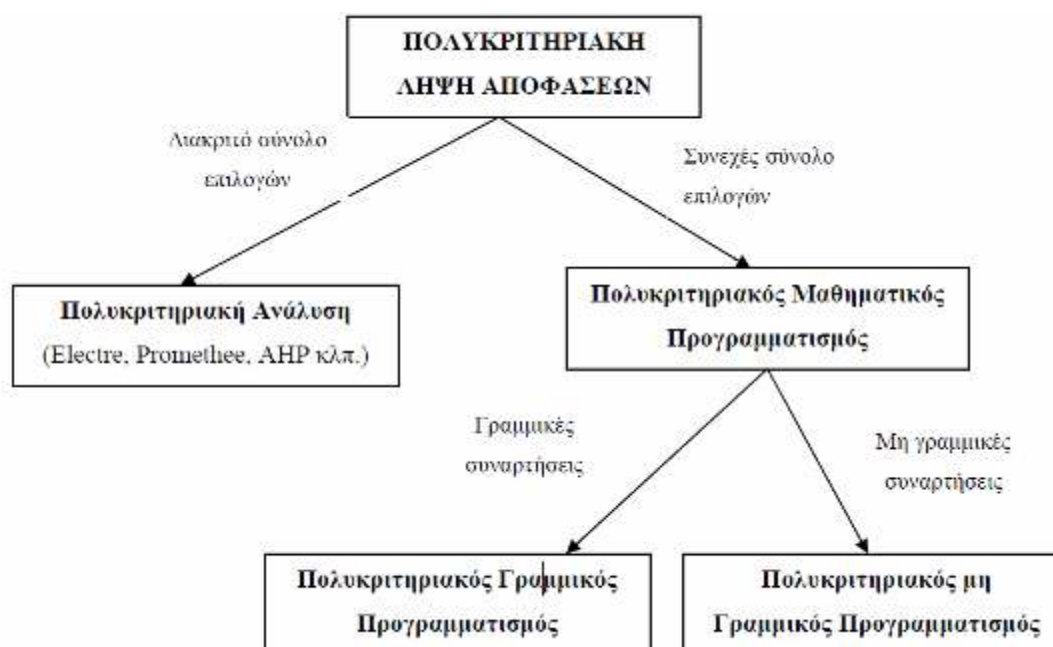 ΠΟΛΥΚΡΙΤΗΡΙΑΚΗ
ΛΗΨΗ ΑΠΟΦΑΣΕΩΝ
Διακριτό σύνολο
επιλογών
Συνεχές σύνολο
επιλογών
Πολυκριτηριακή Ανάλυση
(Electre, Promethee, AHP κλπ.)
Πολυκριτηριακός Μαθηματικός
Προγραμματισμός
Γραμμικές
συναρτήσεις
Μη γραμμικές
συναρτήσεις
Πολυκριτηριακός Γραμμικός
Προγραμματισμός
Πολυκριτηριακός μη
Γραμμικός Προγραμματισμός